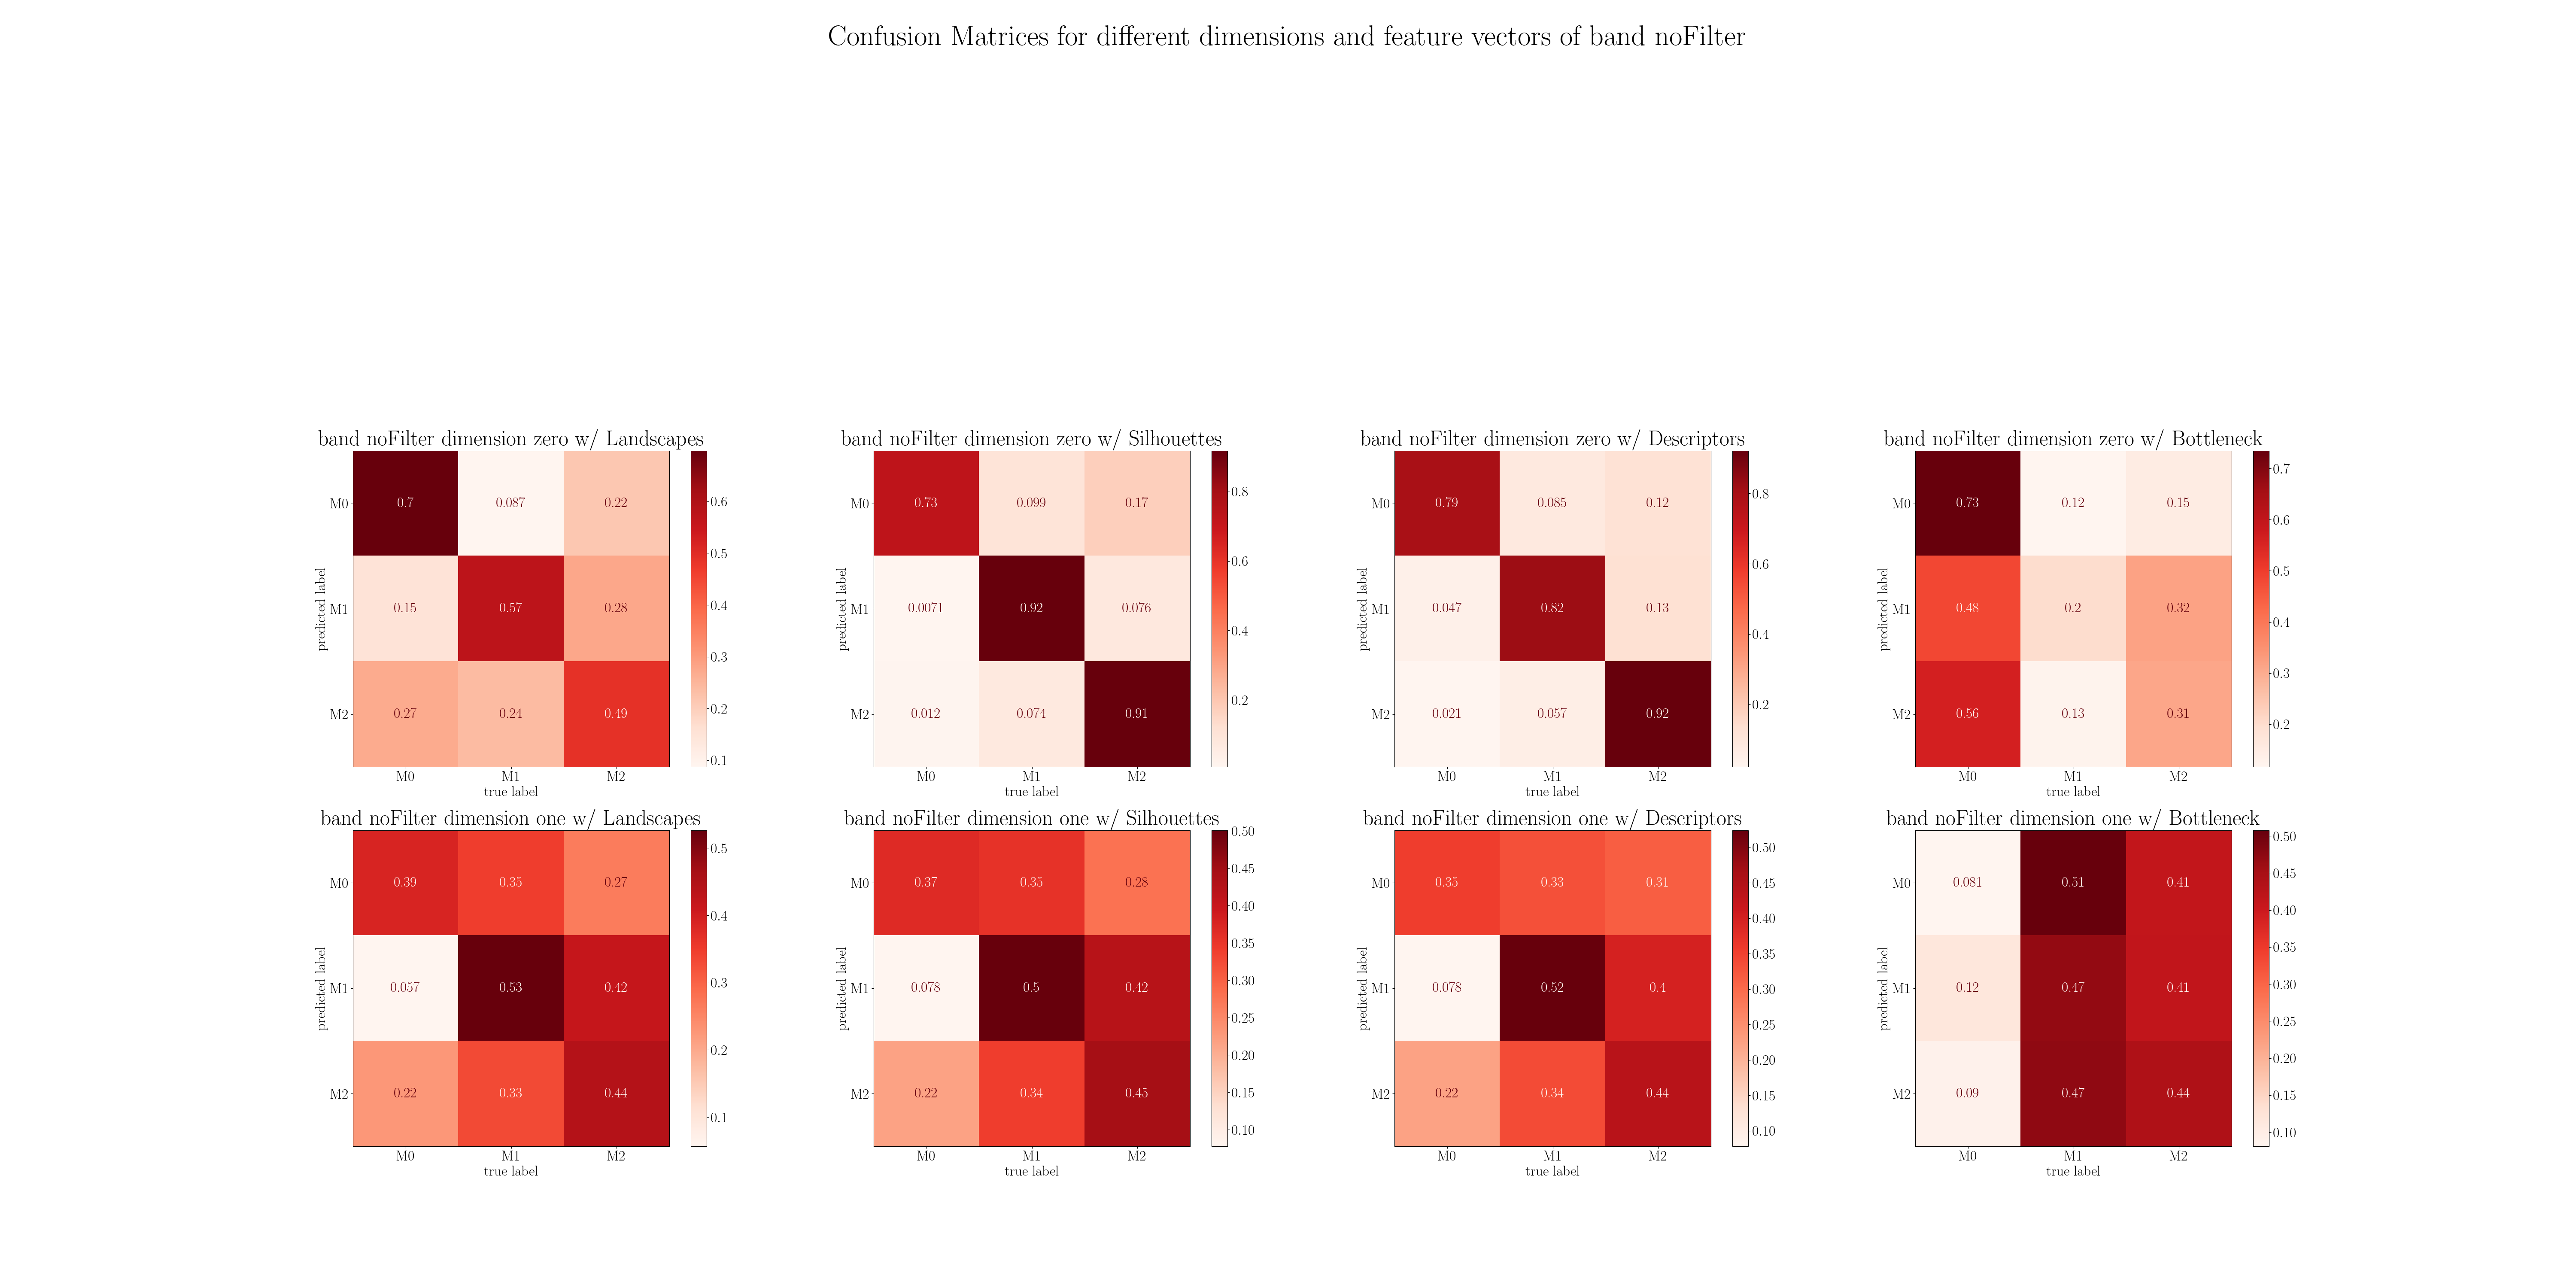 Confusion Matrices for different dimensions and feature vectors of band noFilter
band noFilter dimension zero w/ Landscapes
predicted label
M0 0.7 0.087 0.22
M1 0.15 0.57 0.28
M2 0.27 0.24 0.49
M0 M1 M2
true label
0.6
0.5
0.4
0.3
0.2
0.1
band noFilter dimension zero w/ Silhouettes
predicted label
M0 0.73 0.099 0.17
M1 0.0071 0.92 0.076
M2 0.012 0.074 0.91
M0 M1 M2
true label
0.8
0.6
0.4
0.2
band noFilter dimension zero w/ Descriptors
predicted label
M0 0.79 0.085 0.12
M1 0.047 0.82 0.13
M2 0.021 0.057 0.92
M0 M1 M2
true label
0.8
0.6
0.4
0.2
band noFilter dimension zero w/ Bottleneck
predicted label
M0 0.73 0.12 0.15
M1 0.48 0.2 0.32
M2 0.56 0.13 0.31
M0 M1 M2
true label
0.7
0.6
0.5
0.4
0.3
0.2
band noFilter dimension one w/ Landscapes
predicted label
M0 0.39 0.35 0.27
M1 0.057 0.53 0.42
M2 0.22 0.33 0.44
M0 M1 M2
true label
0.5
0.4
0.3
0.2
0.1
band noFilter dimension one w/ Silhouettes
predicted label
M0 0.37 0.35 0.28
M1 0.078 0.5 0.42
M2 0.22 0.34 0.45
M0 M1 M2
true label
0.50
0.45
0.40
0.35
0.30
0.25
0.20
0.15
0.10
band noFilter dimension one w/ Descriptors
predicted label
M0 0.35 0.33 0.31
M1 0.078 0.52 0.4
M2 0.22 0.34 0.44
M0 M1 M2
true label
0.50
0.45
0.40
0.35
0.30
0.25
0.20
0.15
0.10
band noFilter dimension one w/ Bottleneck
predicted label
M0 0.081 0.51 0.41
M1 0.12 0.47 0.41
M2 0.09 0.47 0.44
M0 M1 M2
true label
0.50
0.45
0.40
0.35
0.30
0.25
0.20
0.15
0.10